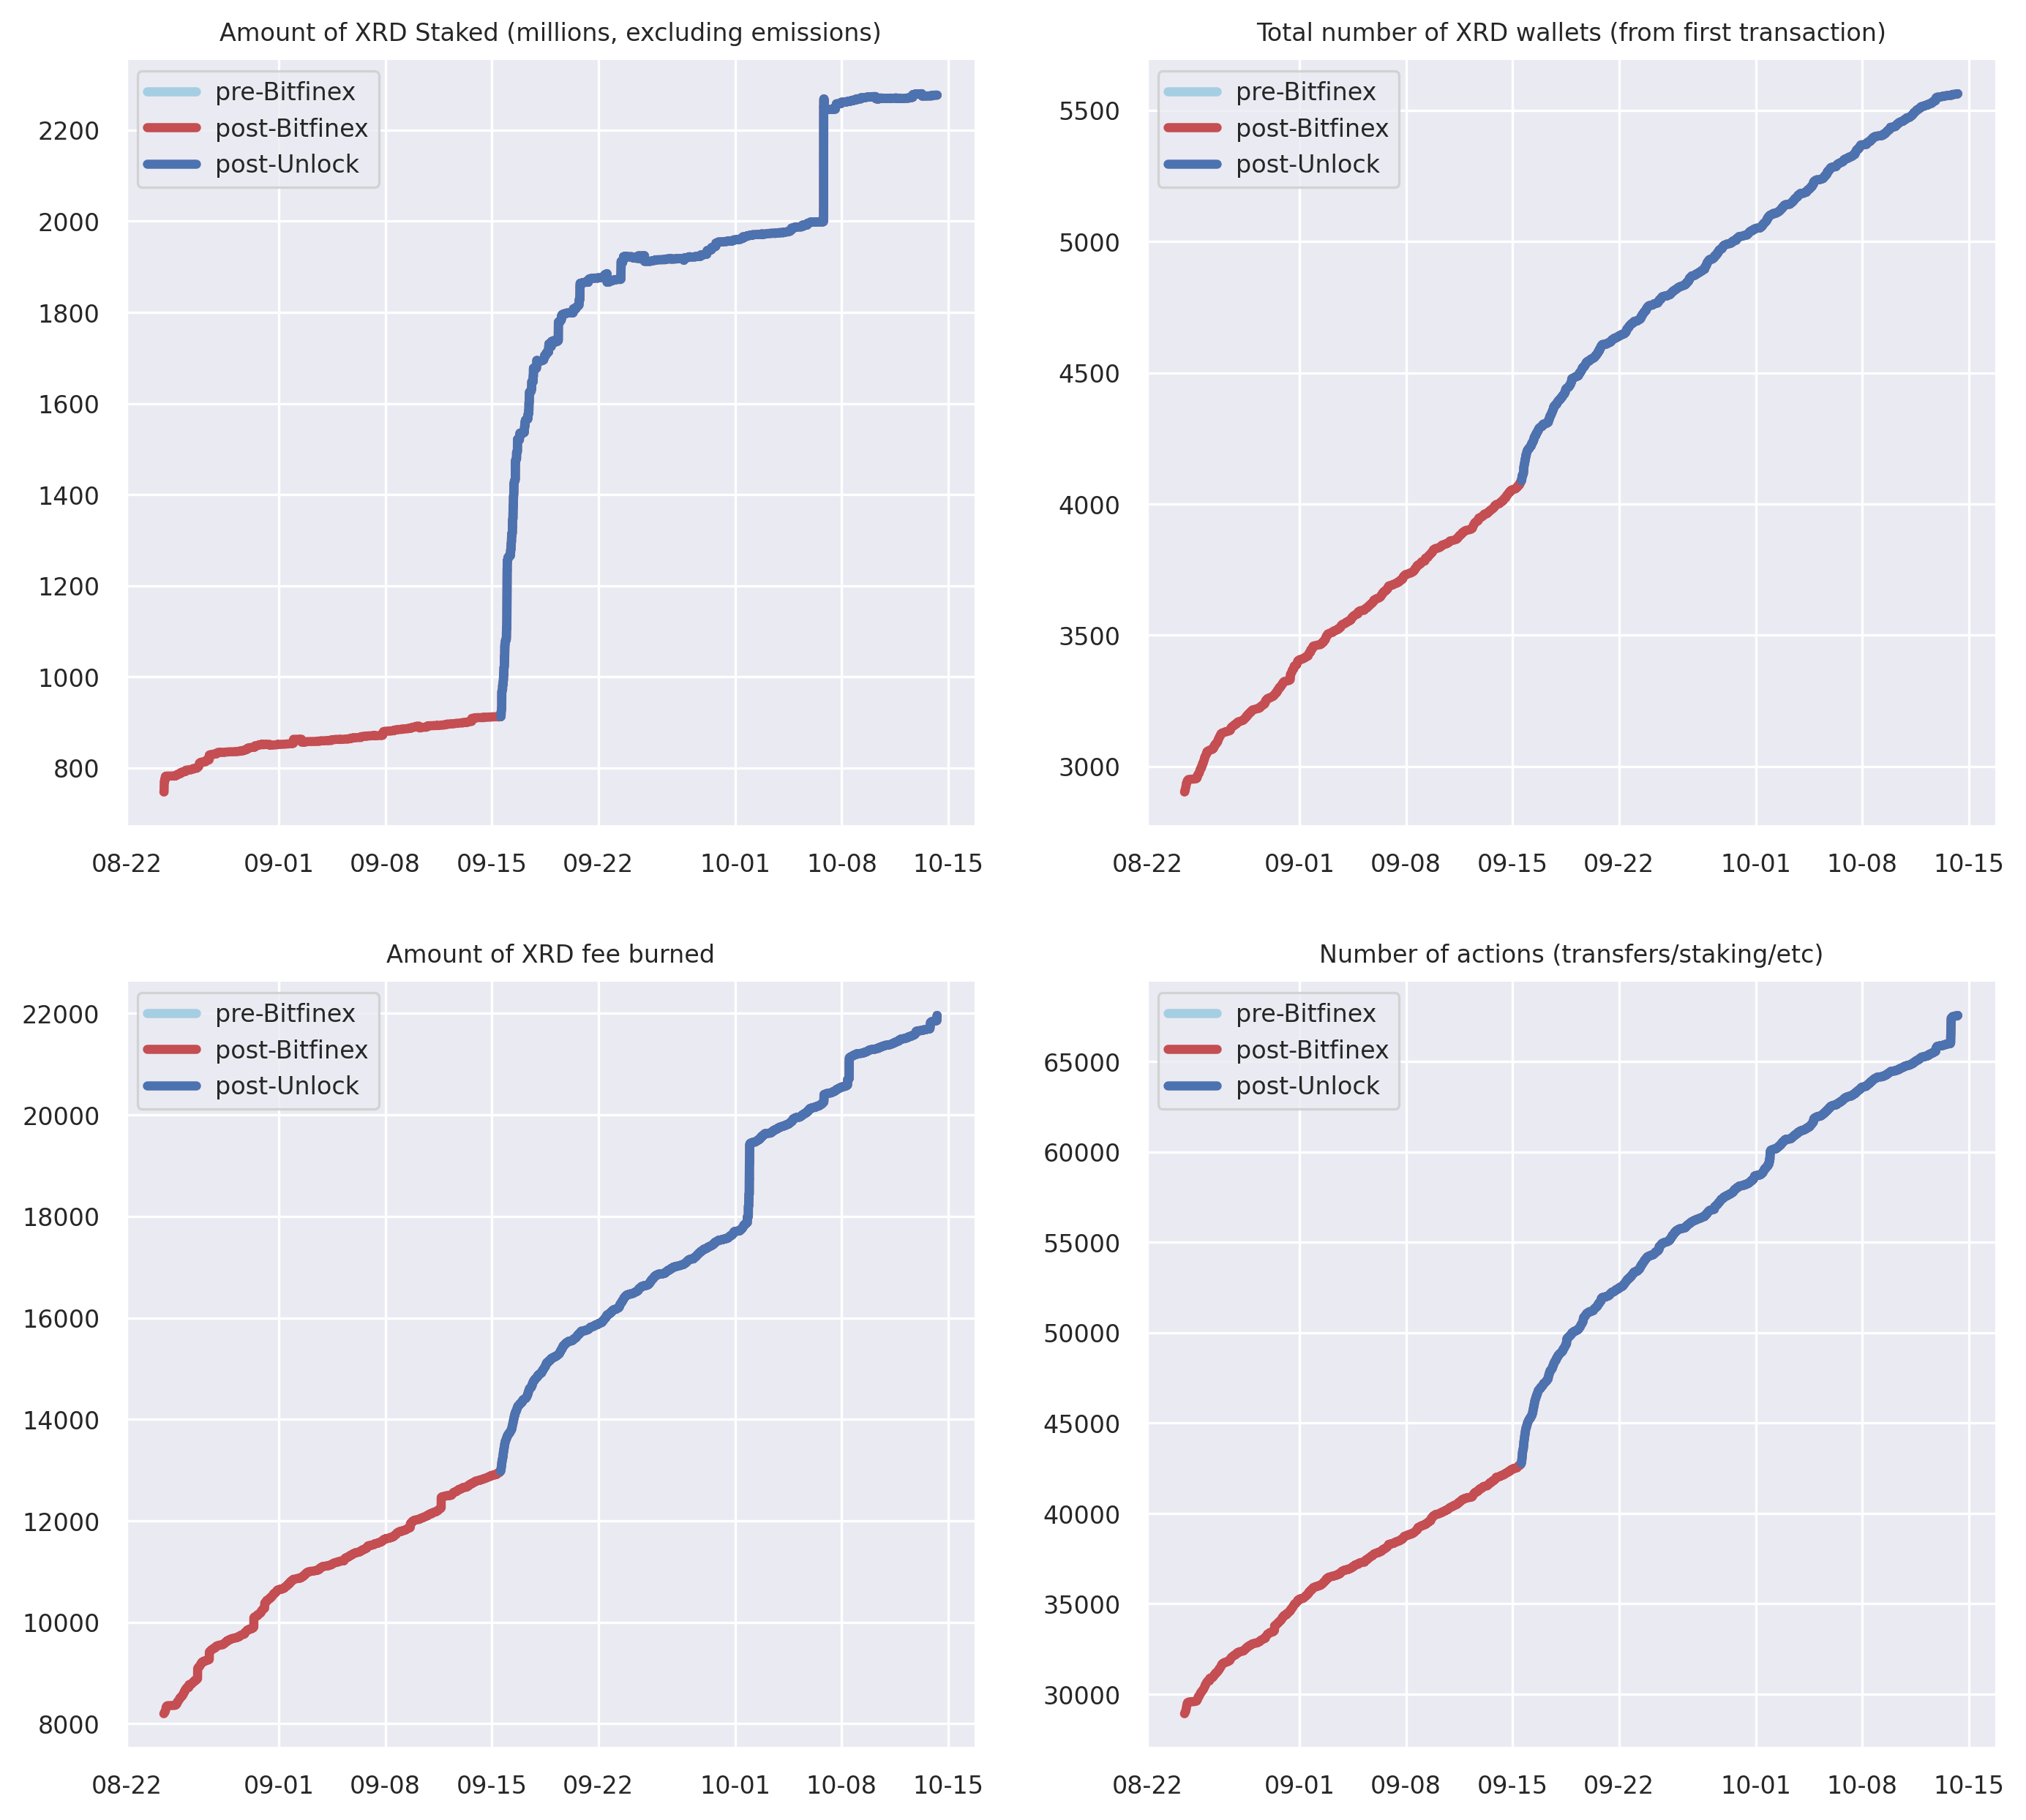 Amount of XRD Staked (millions, excluding emissions)
pre-Bitfinex
post-Bitfinex
post-Unlock
2200
2000
1800
1600
1400
1200
1000
800
08-22 09-01 09-08 09-15 09-22 10-01 10-08 10-15
Total number of XRD wallets (from first transaction)
pre-Bitfinex
post-Bitfinex
post-Unlock
5500
5000
4500
4000
3500
3000
08-22 09-01 09-08 09-15 09-22 10-01 10-08 10-15
Amount of XRD fee burned
pre-Bitfinex
post-Bitfinex
post-Unlock
22000
20000
18000
16000
14000
12000
10000
8000
08-22 09-01 09-08 09-15 09-22 10-01 10-08 10-15
Number of actions (transfers/staking/etc)
pre-Bitfinex
post-Bitfinex
post-Unlock
65000
60000
55000
50000
45000
40000
35000
30000
08-22 09-01 09-08 09-15 09-22 10-01 10-08 10-15